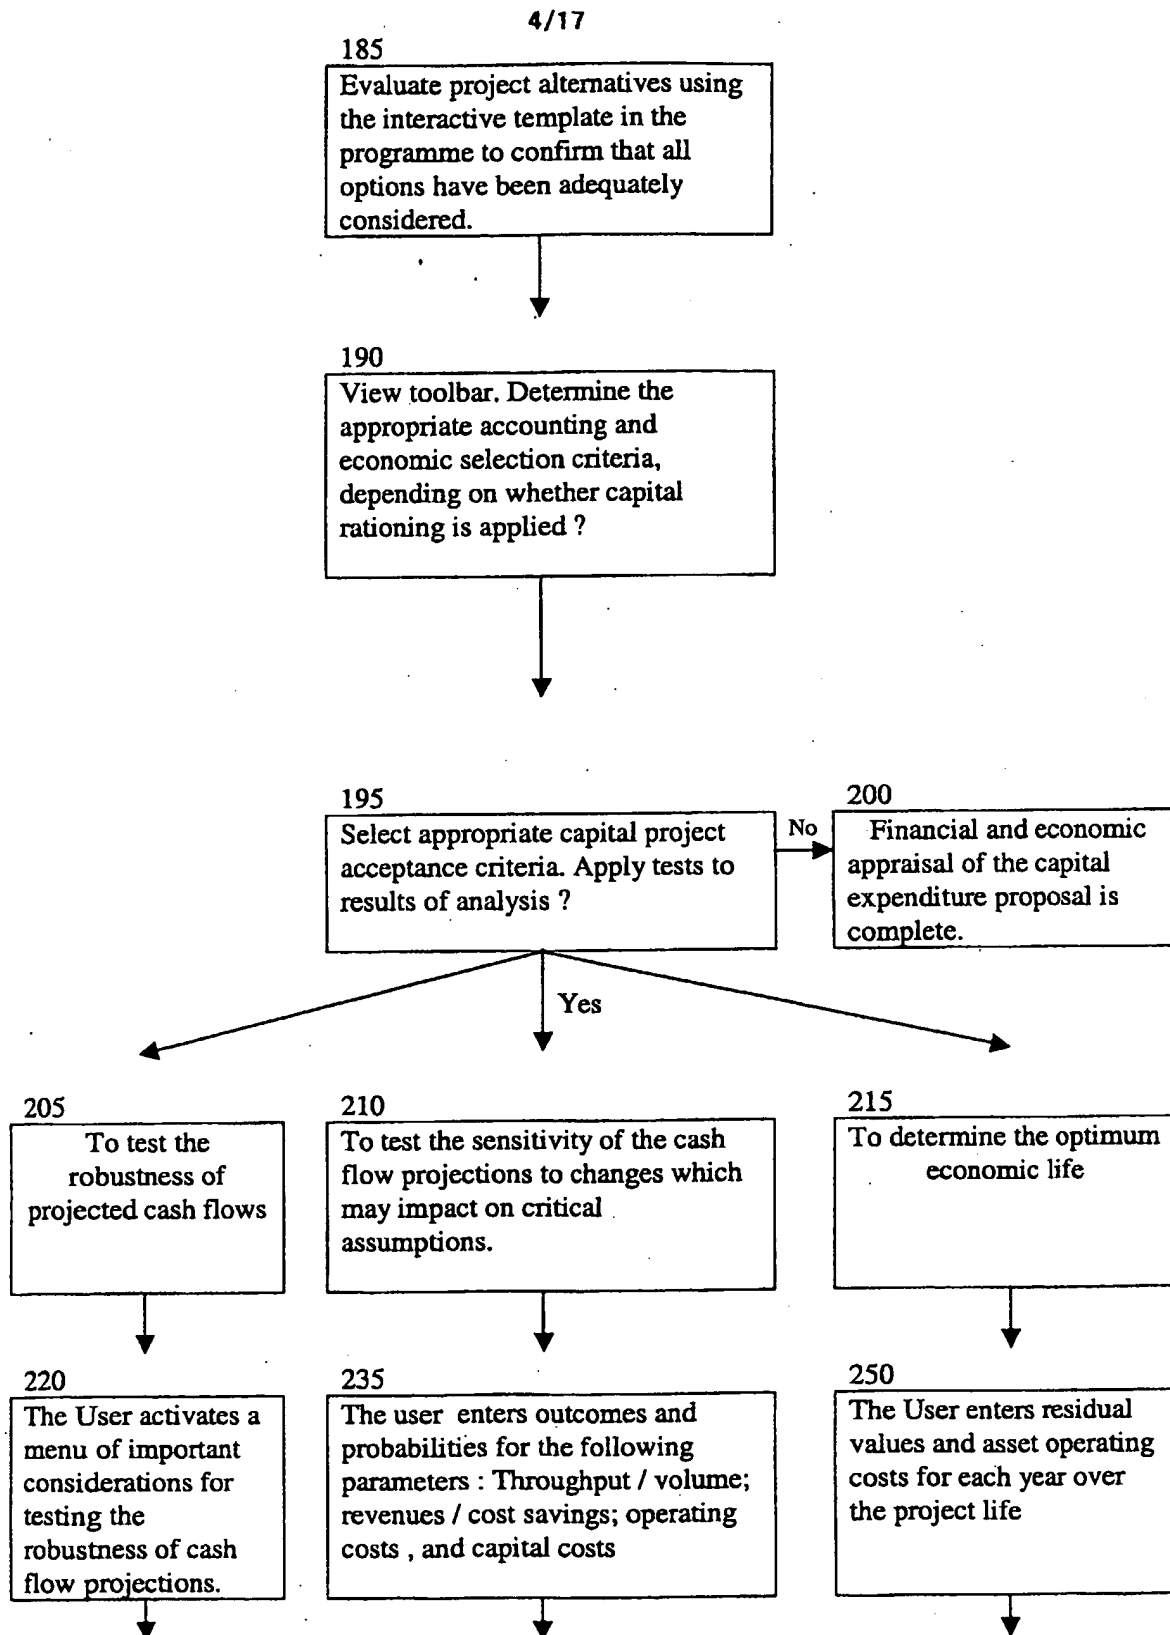 4/17
185
Evaluate project alternatives using
the interactive template in the
programme to confirm that all
options have been adequately
considered.
190
View toolbar. Determine the
appropriate accounting and
economic selection criteria,
depending on whether capital
rationing is applied ?
195
Select appropriate capital project
acceptance criteria. Apply tests to
results of analysis ?
No
200
Financial and economic
appraisal of the capital
expenditure proposal is
complete.
Yes
205
To test the
robustness of
projected cash flows
210
To test the sensitivity of the cash
flow projections to changes which
may impact on critical
assumptions.
215
To determine the optimum
economic life
220
The User activates a
menu of important
considerations for
testing the
robustness of cash
flow projections.
235
The user enters outcomes and
probabilities for the following
parameters : Throughput / volume;
revenues / cost savings; operating
costs , and capital costs
250
The User enters residual
values and asset operating
costs for each year over
the project life